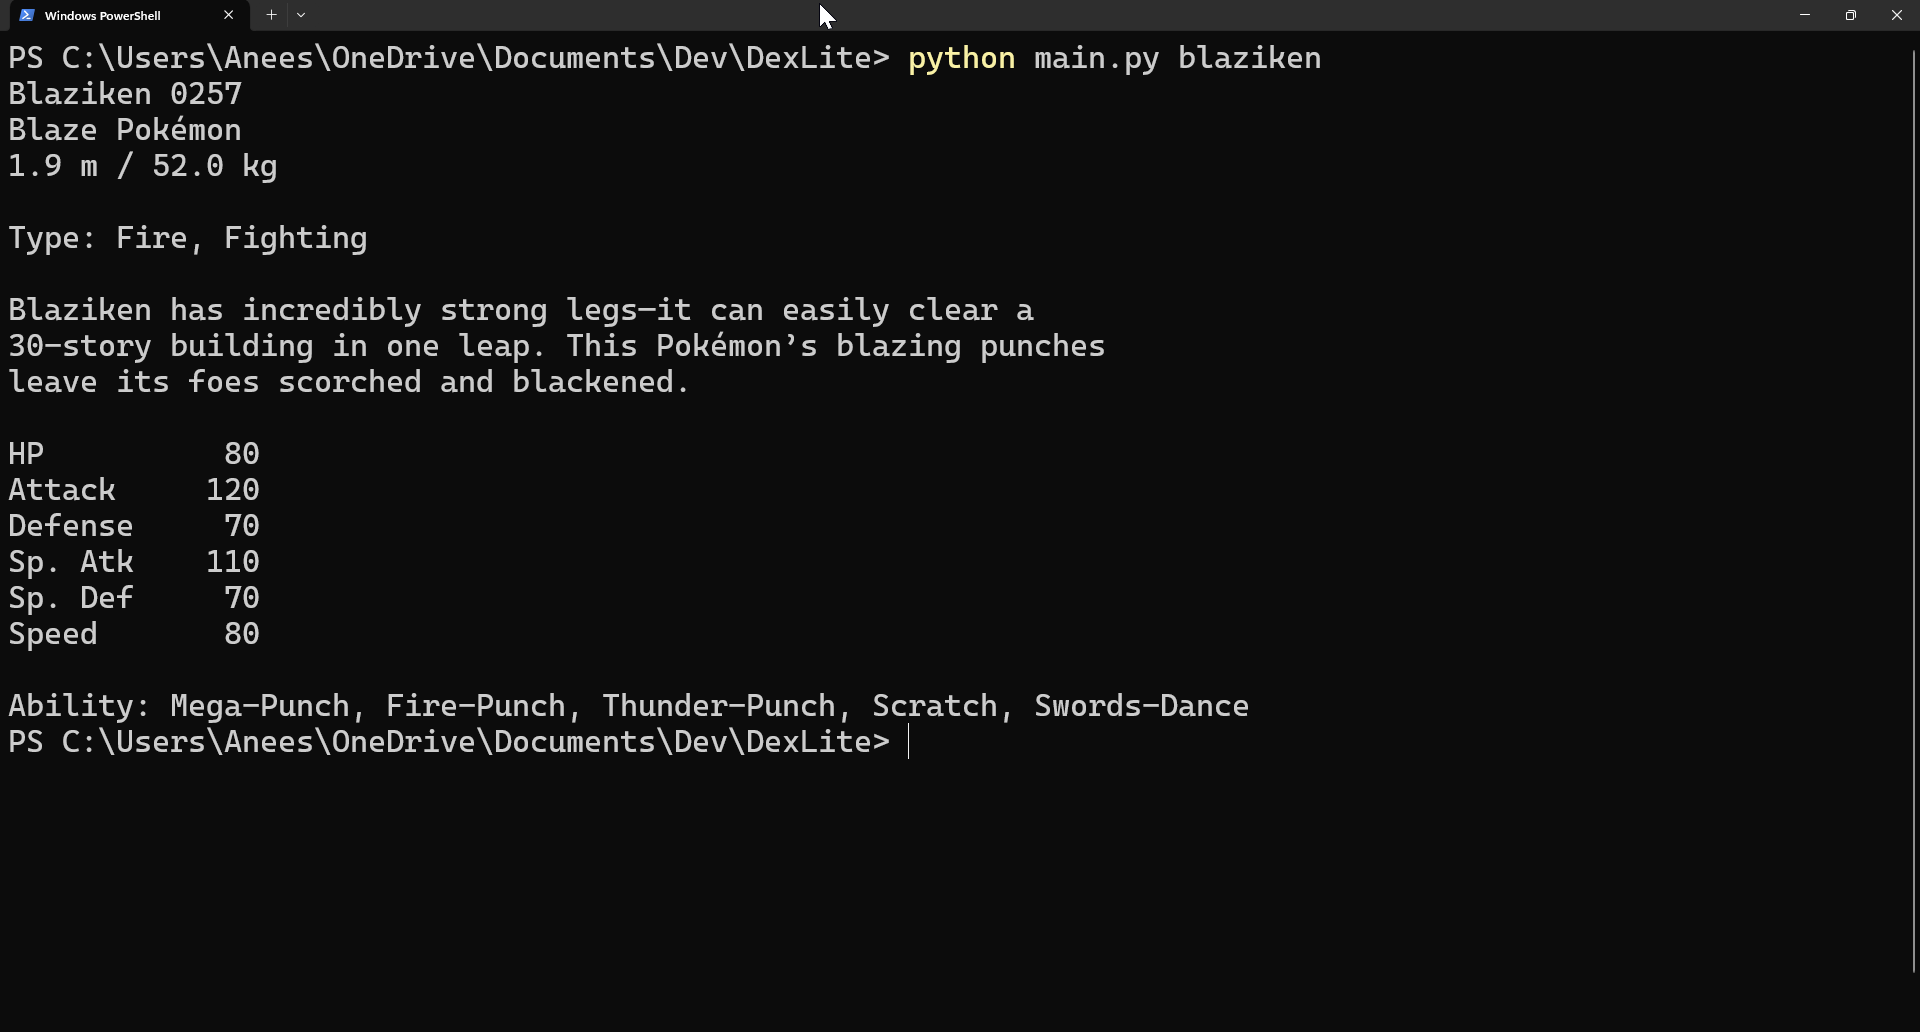 Windows PowerShell
PS C:\Users\Anees\OneDrive\Documents\Dev\DexLite> python main.py blaziken
Blaziken 0257
Blaze Pokémon
1.9 m / 52.0 kg
Type: Fire, Fighting
Blaziken has incredibly strong legs—it can easily clear a
30-story building in one leap. This Pokémon’s blazing punches
leave its foes scorched and blackened.
HP 80
Attack 120
Defense 70
Sp. Atk 110
Sp. Def 70
Speed 80
Ability: Mega-Punch, Fire-Punch, Thunder-Punch, Scratch, Swords-Dance
PS C:\Users\Anees\OneDrive\Documents\Dev\DexLite>